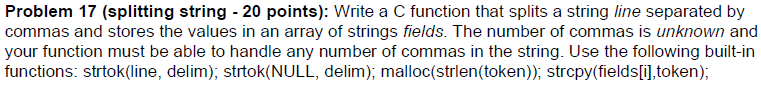 Problem 17 (splitting string - 20 points): Write a C function that splits a string line separated by
commas and stores the values in an array of strings fields. The number of commas is unknown and
your function must be able to handle any number of commas in the string. Use the following built-in
functions: strtok(line, delim); strtok(NULL, delim); malloc(strlen(token)); strcpy(fields[i],token);